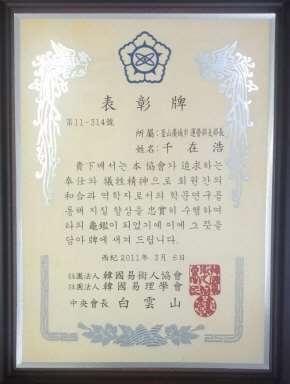 表彰牌
第11-314號
所屬: 釜山廣域市 運營副支部長
姓名: 千在浩
貴下께서는 本 協會가 追求하는
奉仕와 犧牲精神으로 회원간의
和合과 역학자로서의 학문연구를
통해 자질 향상을 忠實히 수행하며
타의 龜鑑이 되었기에 이에 그 뜻을
담아 牌에 새겨 드립니다.
西紀 2011年 3月 6日
社團法人 韓國易術人協會
社團法人 韓國易理學會
中央會長 白雲山